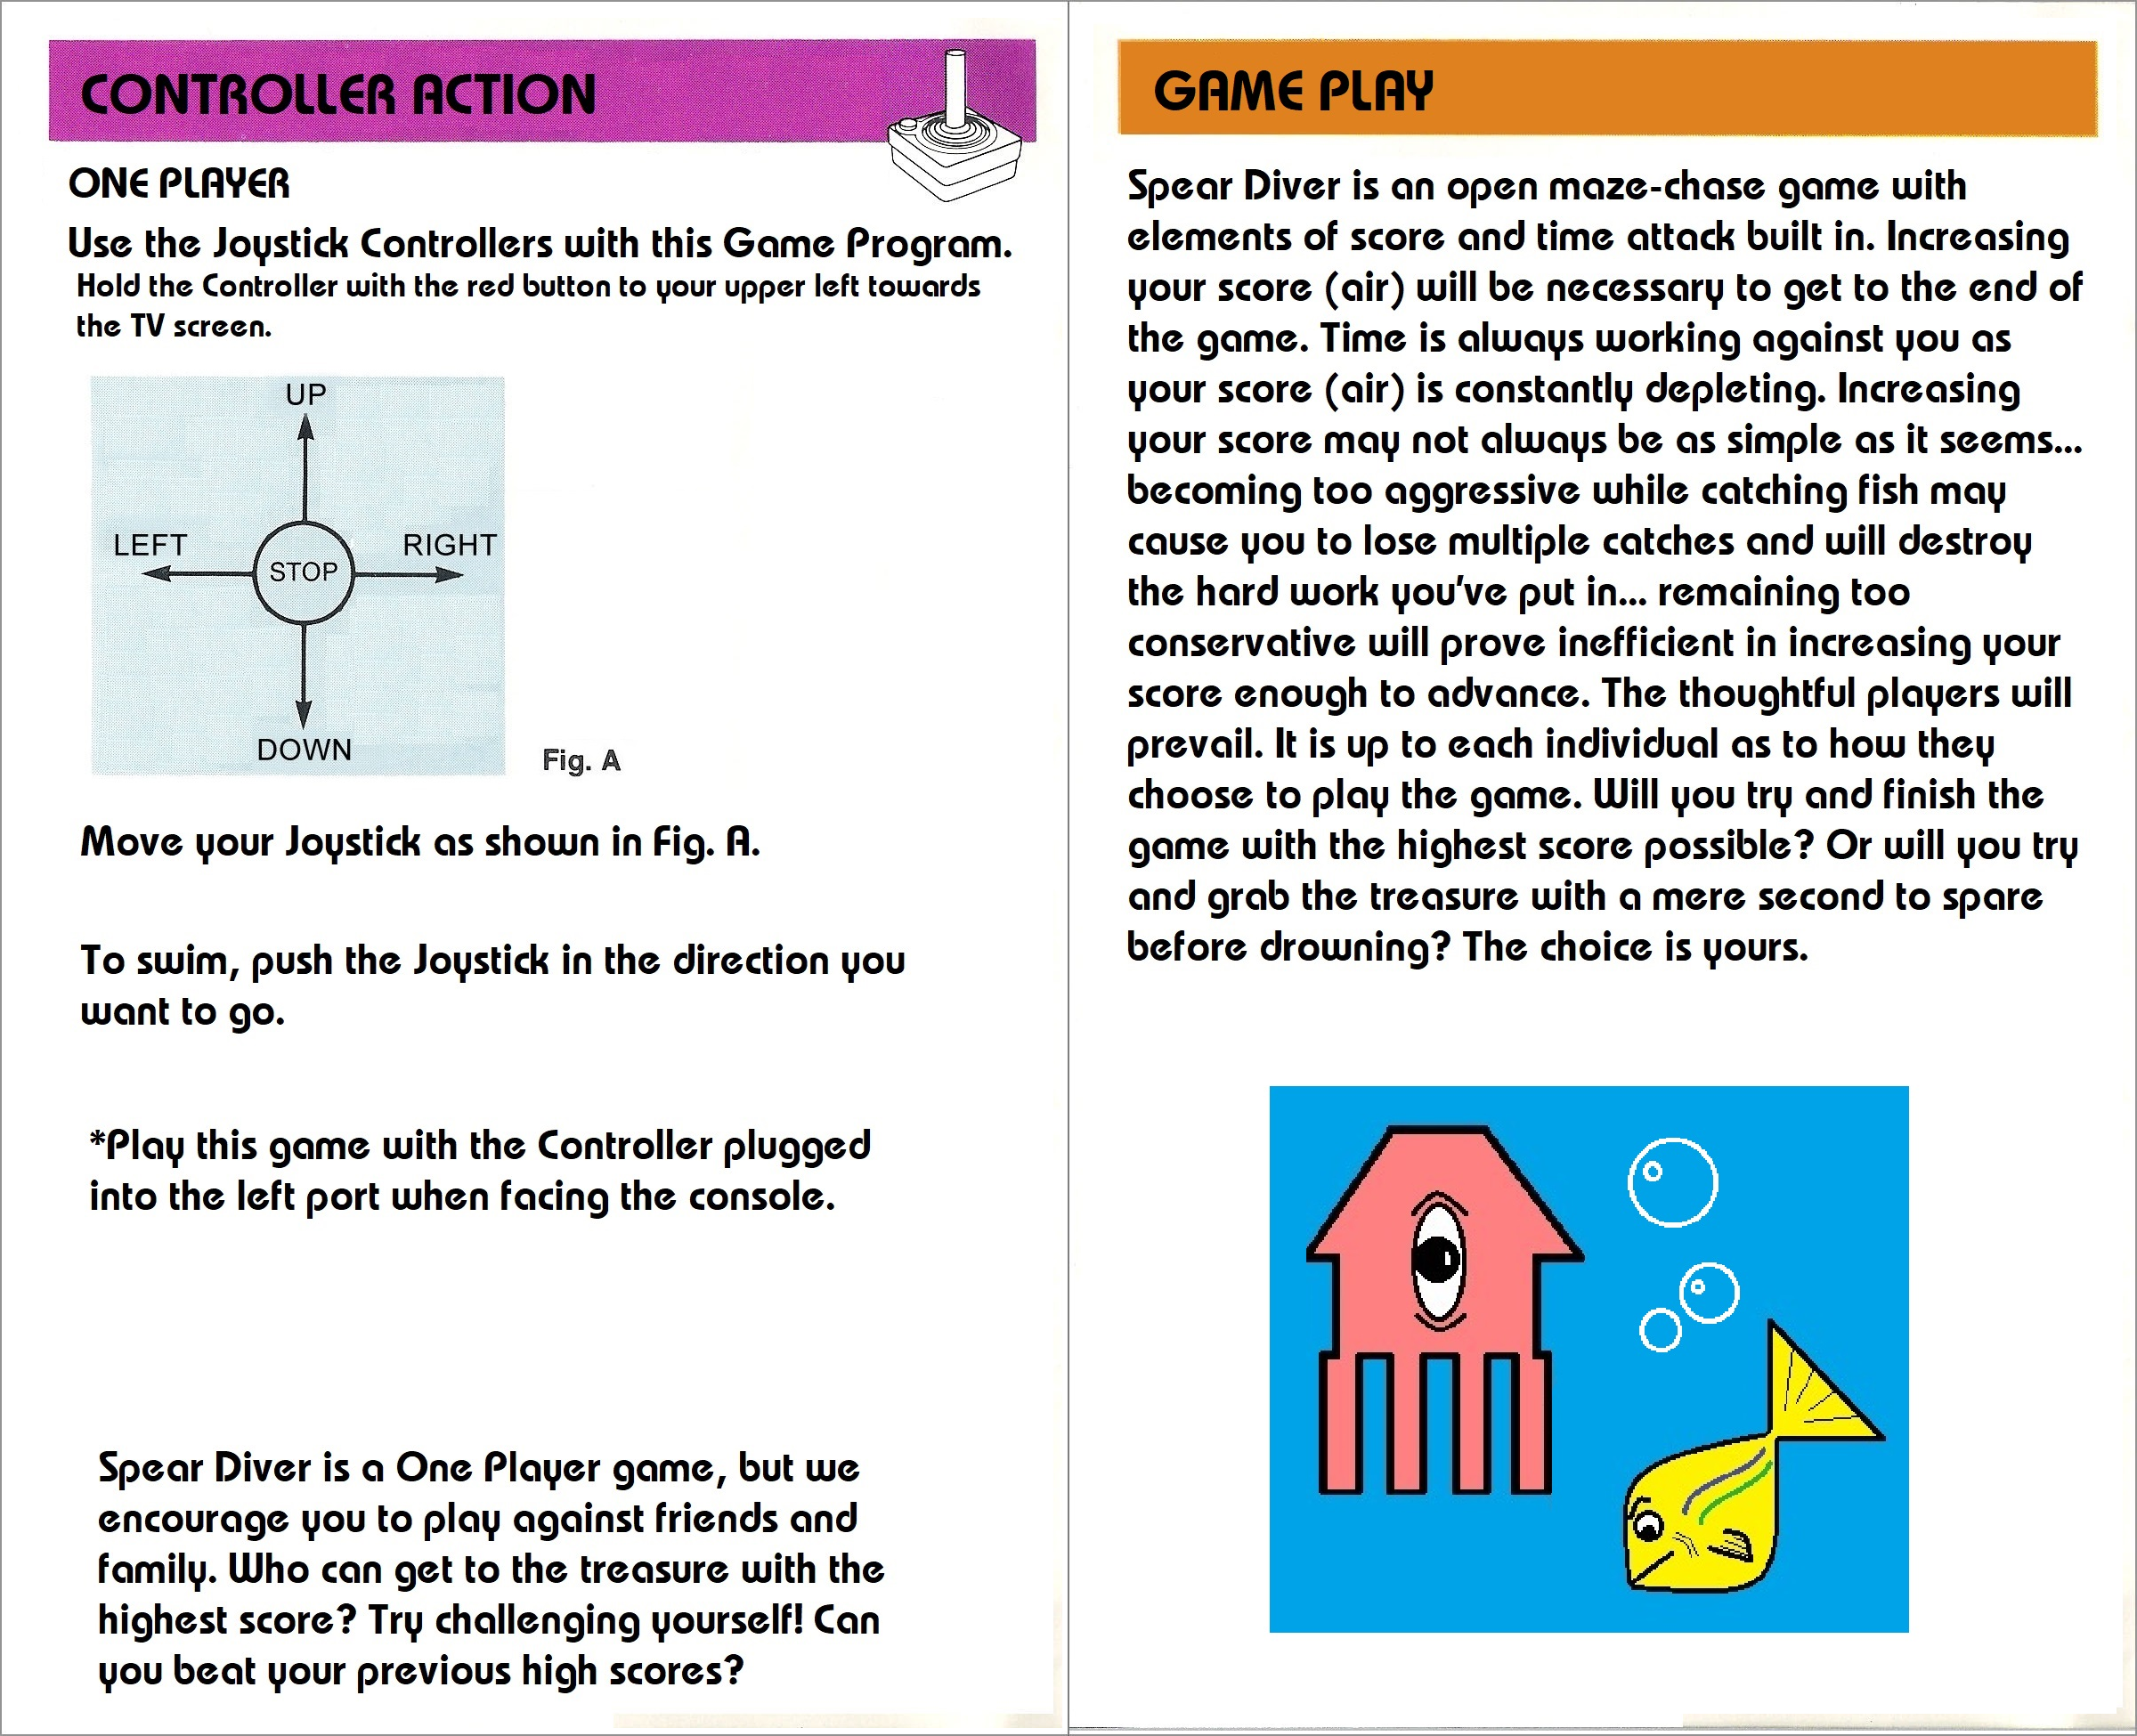 CONTROLLER ACTION
ONE PLAYER
Use the Joystick Controllers with this Game Program.
Hold the Controller with the red button to your upper left towards
the TV screen.
UP
LEFT
STOP
RIGHT
DOWN
Fig. A
Move your Joystick as shown in Fig. A.
To swim, push the Joystick in the direction you
want to go.
*Play this game with the Controller plugged
into the left port when facing the console.
Spear Diver is a One Player game, but we
encourage you to play against friends and
family. Who can get to the treasure with the
highest score? Try challenging yourself! Can
you beat your previous high scores?
GAME PLAY
Spear Diver is an open maze-chase game with
elements of score and time attack built in. Increasing
your score (air) will be necessary to get to the end of
the game. Time is always working against you as
your score (air) is constantly depleting. Increasing
your score may not always be as simple as it seems...
becoming too aggressive while catching fish may
cause you to lose multiple catches and will destroy
the hard work you've put in... remaining too
conservative will prove inefficient in increasing your
score enough to advance. The thoughtful players will
prevail. It is up to each individual as to how they
choose to play the game. Will you try and finish the
game with the highest score possible? Or will you try
and grab the treasure with a mere second to spare
before drowning? The choice is yours.